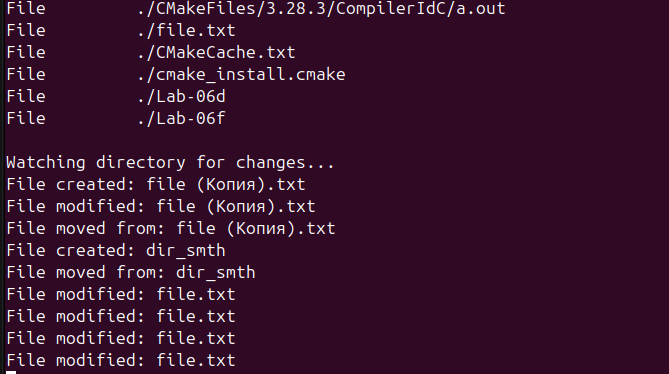 File ./CMakeFiles/3.28.3/CompilerIdC/a.out
File ./file.txt
File ./CMakeCache.txt
File ./cmake_install.cmake
File ./Lab-06d
File ./Lab-06f
Watching directory for changes...
File created: file (Копия).txt
File modified: file (Копия).txt
File moved from: file (Копия).txt
File created: dir_smth
File moved from: dir_smth
File modified: file.txt
File modified: file.txt
File modified: file.txt
File modified: file.txt